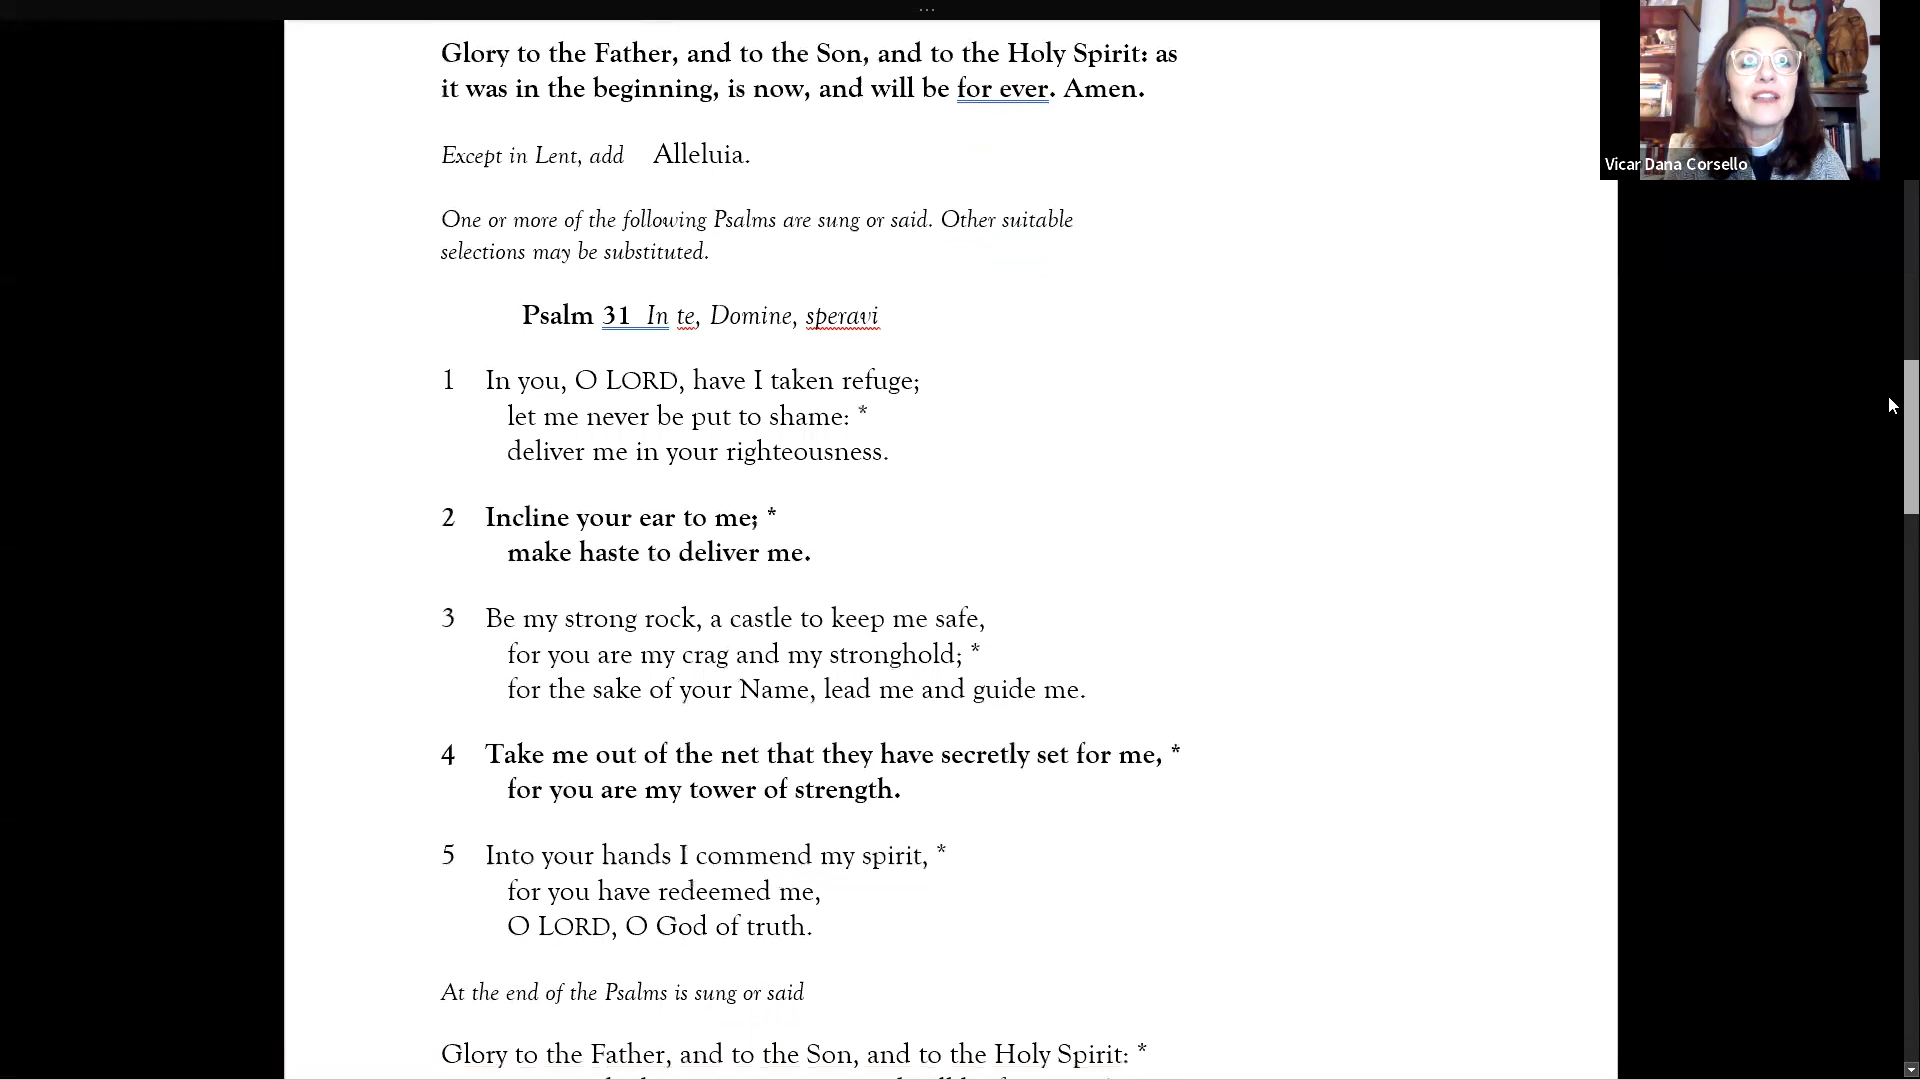 Glory to the Father, and to the Son, and to the Holy Spirit: as
it was in the beginning, is now, and will be for ever. Amen.
Except in Lent, add Alleluia.
One or more of the following Psalms are sung or said. Other suitable
selections may be substituted.
Psalm 31 In te, Domine, speravi
1 In you, O LORD, have I taken refuge;
let me never be put to shame: *
deliver me in your righteousness.
2 Incline your ear to me; *
make haste to deliver me.
3 Be my strong rock, a castle to keep me safe,
for you are my crag and my stronghold; *
for the sake of your Name, lead me and guide me.
4 Take me out of the net that they have secretly set for me, *
for you are my tower of strength.
5 Into your hands I commend my spirit, *
for you have redeemed me,
O LORD, O God of truth.
At the end of the Psalms is sung or said
Glory to the Father, and to the Son, and to the Holy Spirit: *
Vicar Dana Corsello